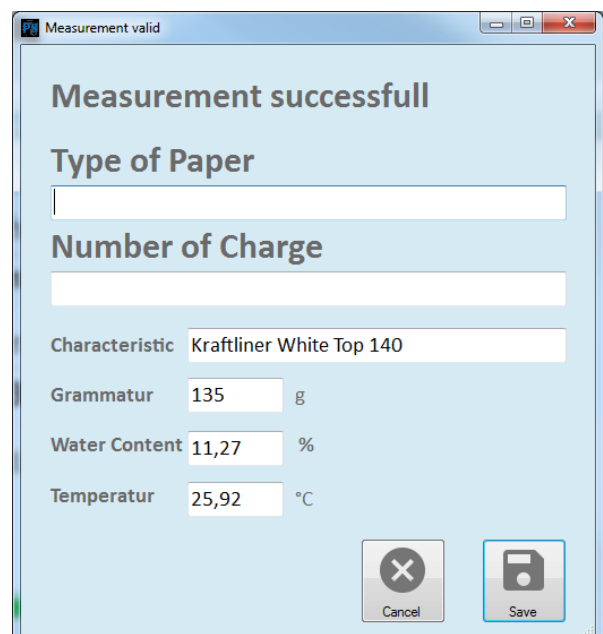 Measurement valid
Measurement successfull
Type of Paper
Number of Charge
Characteristic Kraftliner White Top 140
Grammatur 135 g
Water Content 11,27 %
Temperatur 25,92 °C
Cancel Save